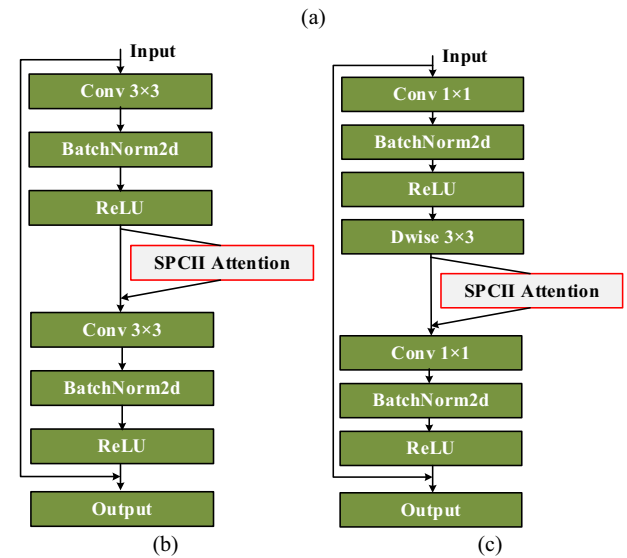 (a)
Input
Conv 3×3
BatchNorm2d
ReLU
SPCII Attention
Conv 3×3
BatchNorm2d
ReLU
Output
(b)
Input
Conv 1×1
BatchNorm2d
ReLU
Dwise 3×3
SPCII Attention
Conv 1×1
BatchNorm2d
ReLU
Output
(c)